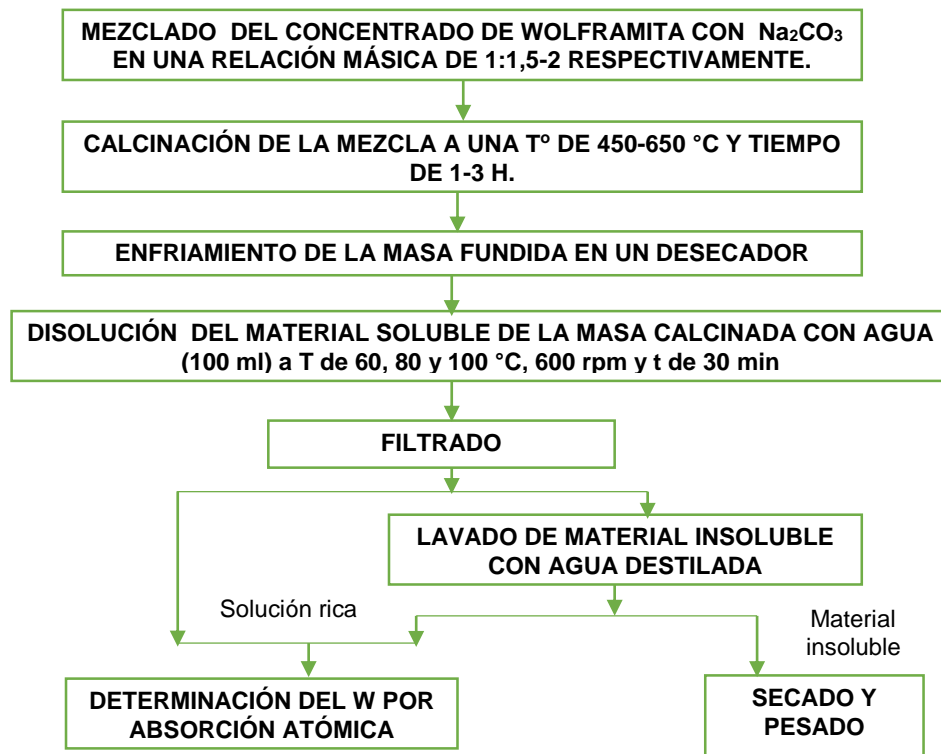 MEZCLADO DEL CONCENTRADO DE WOLFRAMITA CON Na₂CO₃
EN UNA RELACIÓN MÁSICA DE 1:1,5-2 RESPECTIVAMENTE.
CALCINACIÓN DE LA MEZCLA A UNA Tº DE 450-650 °C Y TIEMPO
DE 1-3 H.
ENFRIAMIENTO DE LA MASA FUNDIDA EN UN DESECADOR
DISOLUCIÓN DEL MATERIAL SOLUBLE DE LA MASA CALCINADA CON AGUA
(100 ml) a T de 60, 80 y 100 °C, 600 rpm y t de 30 min
FILTRADO
LAVADO DE MATERIAL INSOLUBLE
CON AGUA DESTILADA
Solución rica
Material
insoluble
DETERMINACIÓN DEL W POR
ABSORCIÓN ATÓMICA
SECADO Y
PESADO